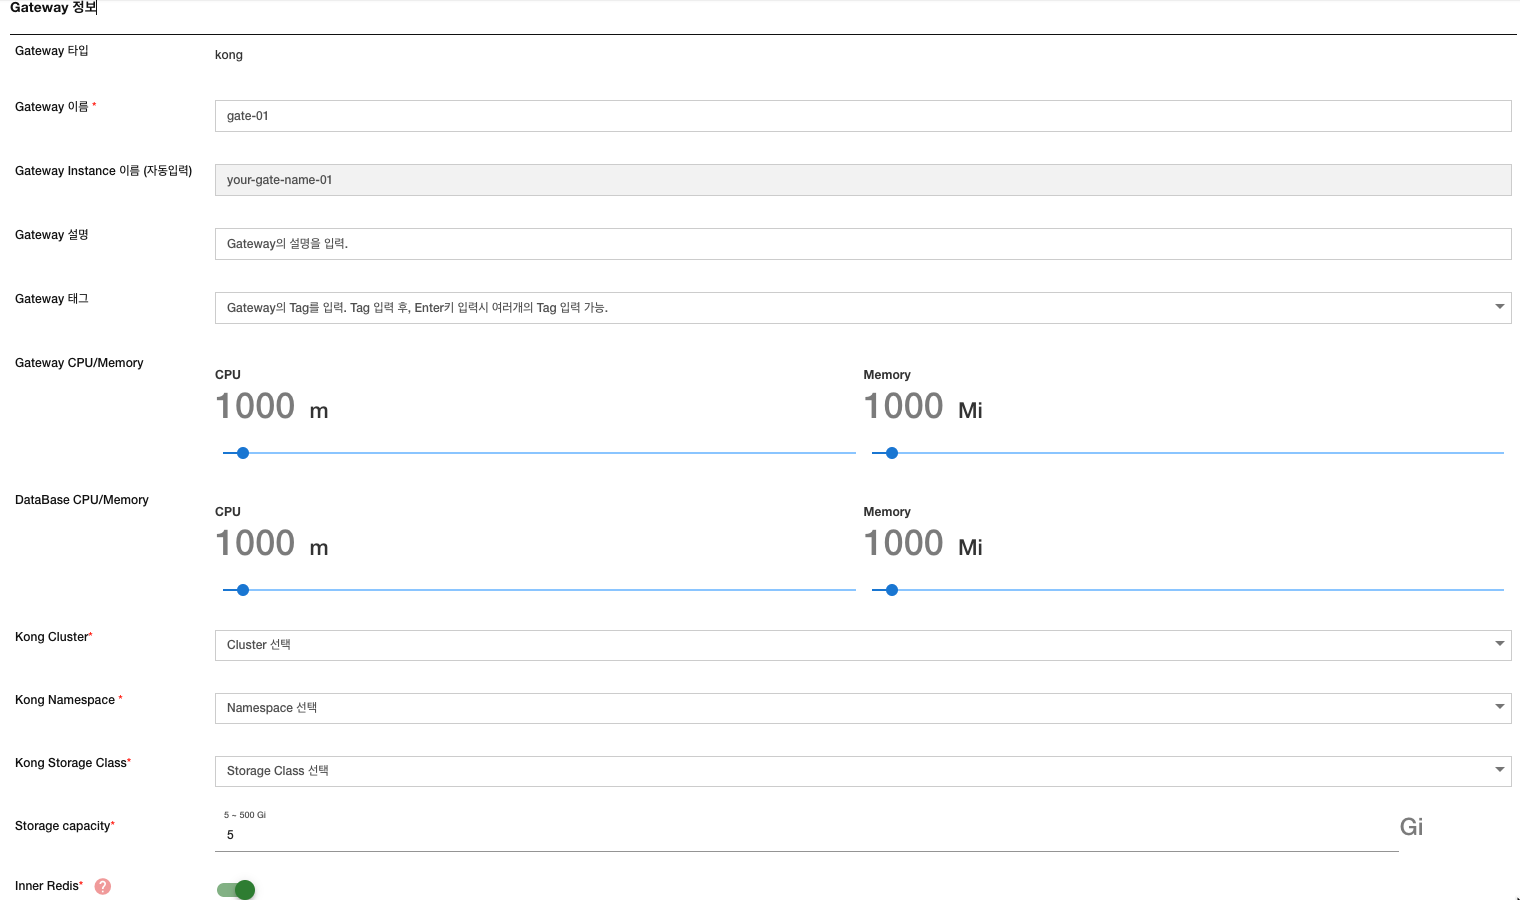 Gateway 정보
Gateway 타입
kong
Gateway 이름 *
gate-01
Gateway Instance 이름 (자동입력)
your-gate-name-01
Gateway 설명
Gateway의 설명을 입력.
Gateway 태그
Gateway의 Tag를 입력. Tag 입력 후, Enter키 입력시 여러개의 Tag 입력 가능.
Gateway CPU/Memory
CPU
1000 m
Memory
1000 Mi
DataBase CPU/Memory
CPU
1000 m
Memory
1000 Mi
Kong Cluster*
Cluster 선택
Kong Namespace *
Namespace 선택
Kong Storage Class*
Storage Class 선택
Storage capacity*
5 ~ 500 Gi
5
Gi
Inner Redis* ?